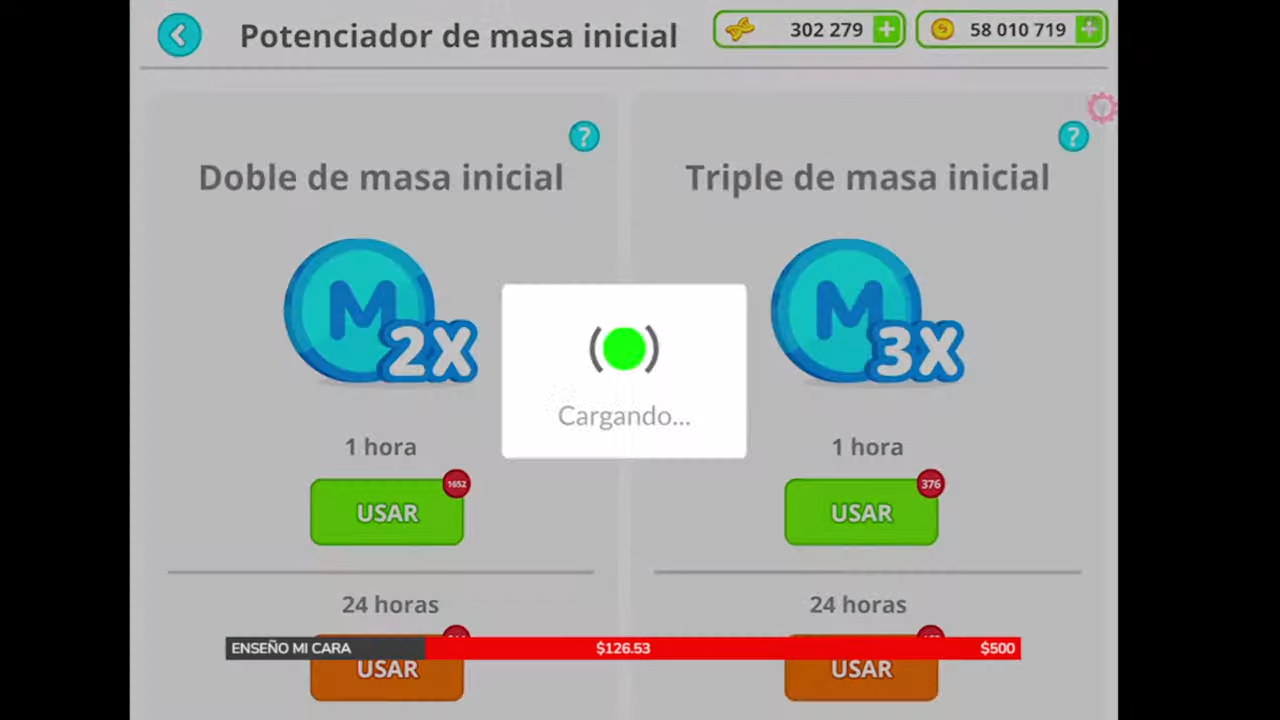 Potenciador de masa inicial
302 279
58 010 719
?
?
Doble de masa inicial
Triple de masa inicial
M 2X
M 3X
Cargando...
1 hora
1 hora
1652
376
USAR
USAR
24 horas
24 horas
ENSEÑO MI CARA $126.53 $500
USAR
USAR